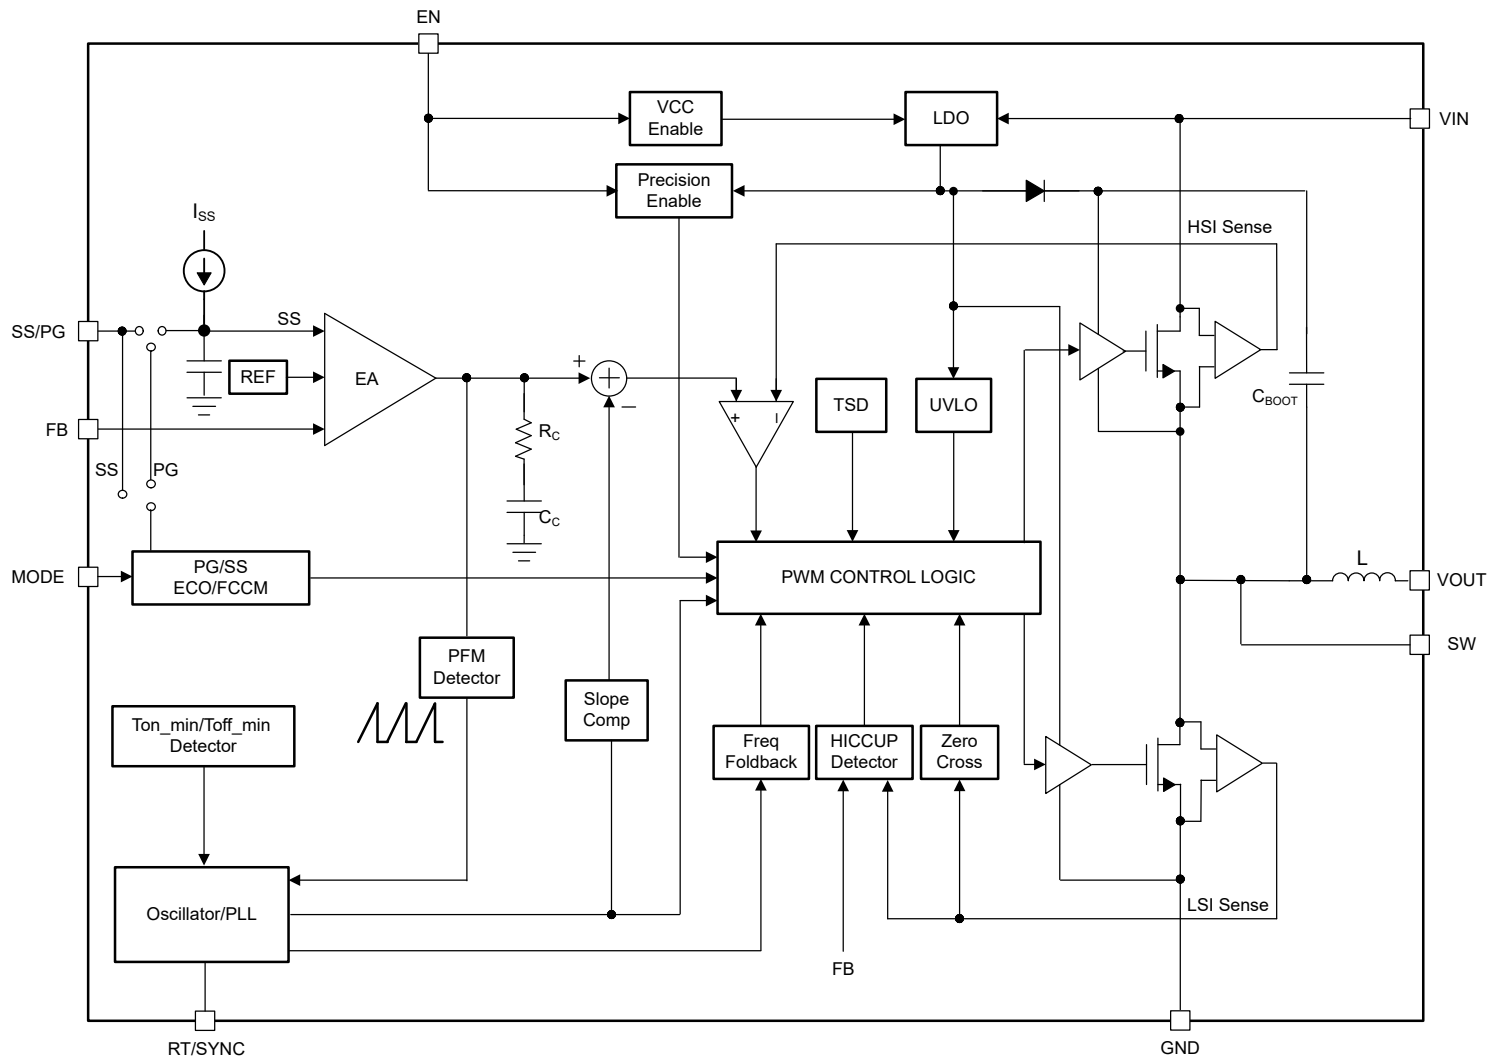 EN
VCC
Enable
LDO
VIN
Precision
Enable
ISS
HSI Sense
SS/PG
SS
REF
EA
+
−
+
−
TSD
UVLO
CBOOT
FB
RC
SS
PG
CC
MODE
PG/SS
ECO/FCCM
PWM CONTROL LOGIC
L
VOUT
SW
PFM
Detector
Slope
Comp
Ton_min/Toff_min
Detector
Freq
Foldback
HICCUP
Detector
Zero
Cross
Oscillator/PLL
LSI Sense
FB
RT/SYNC
GND